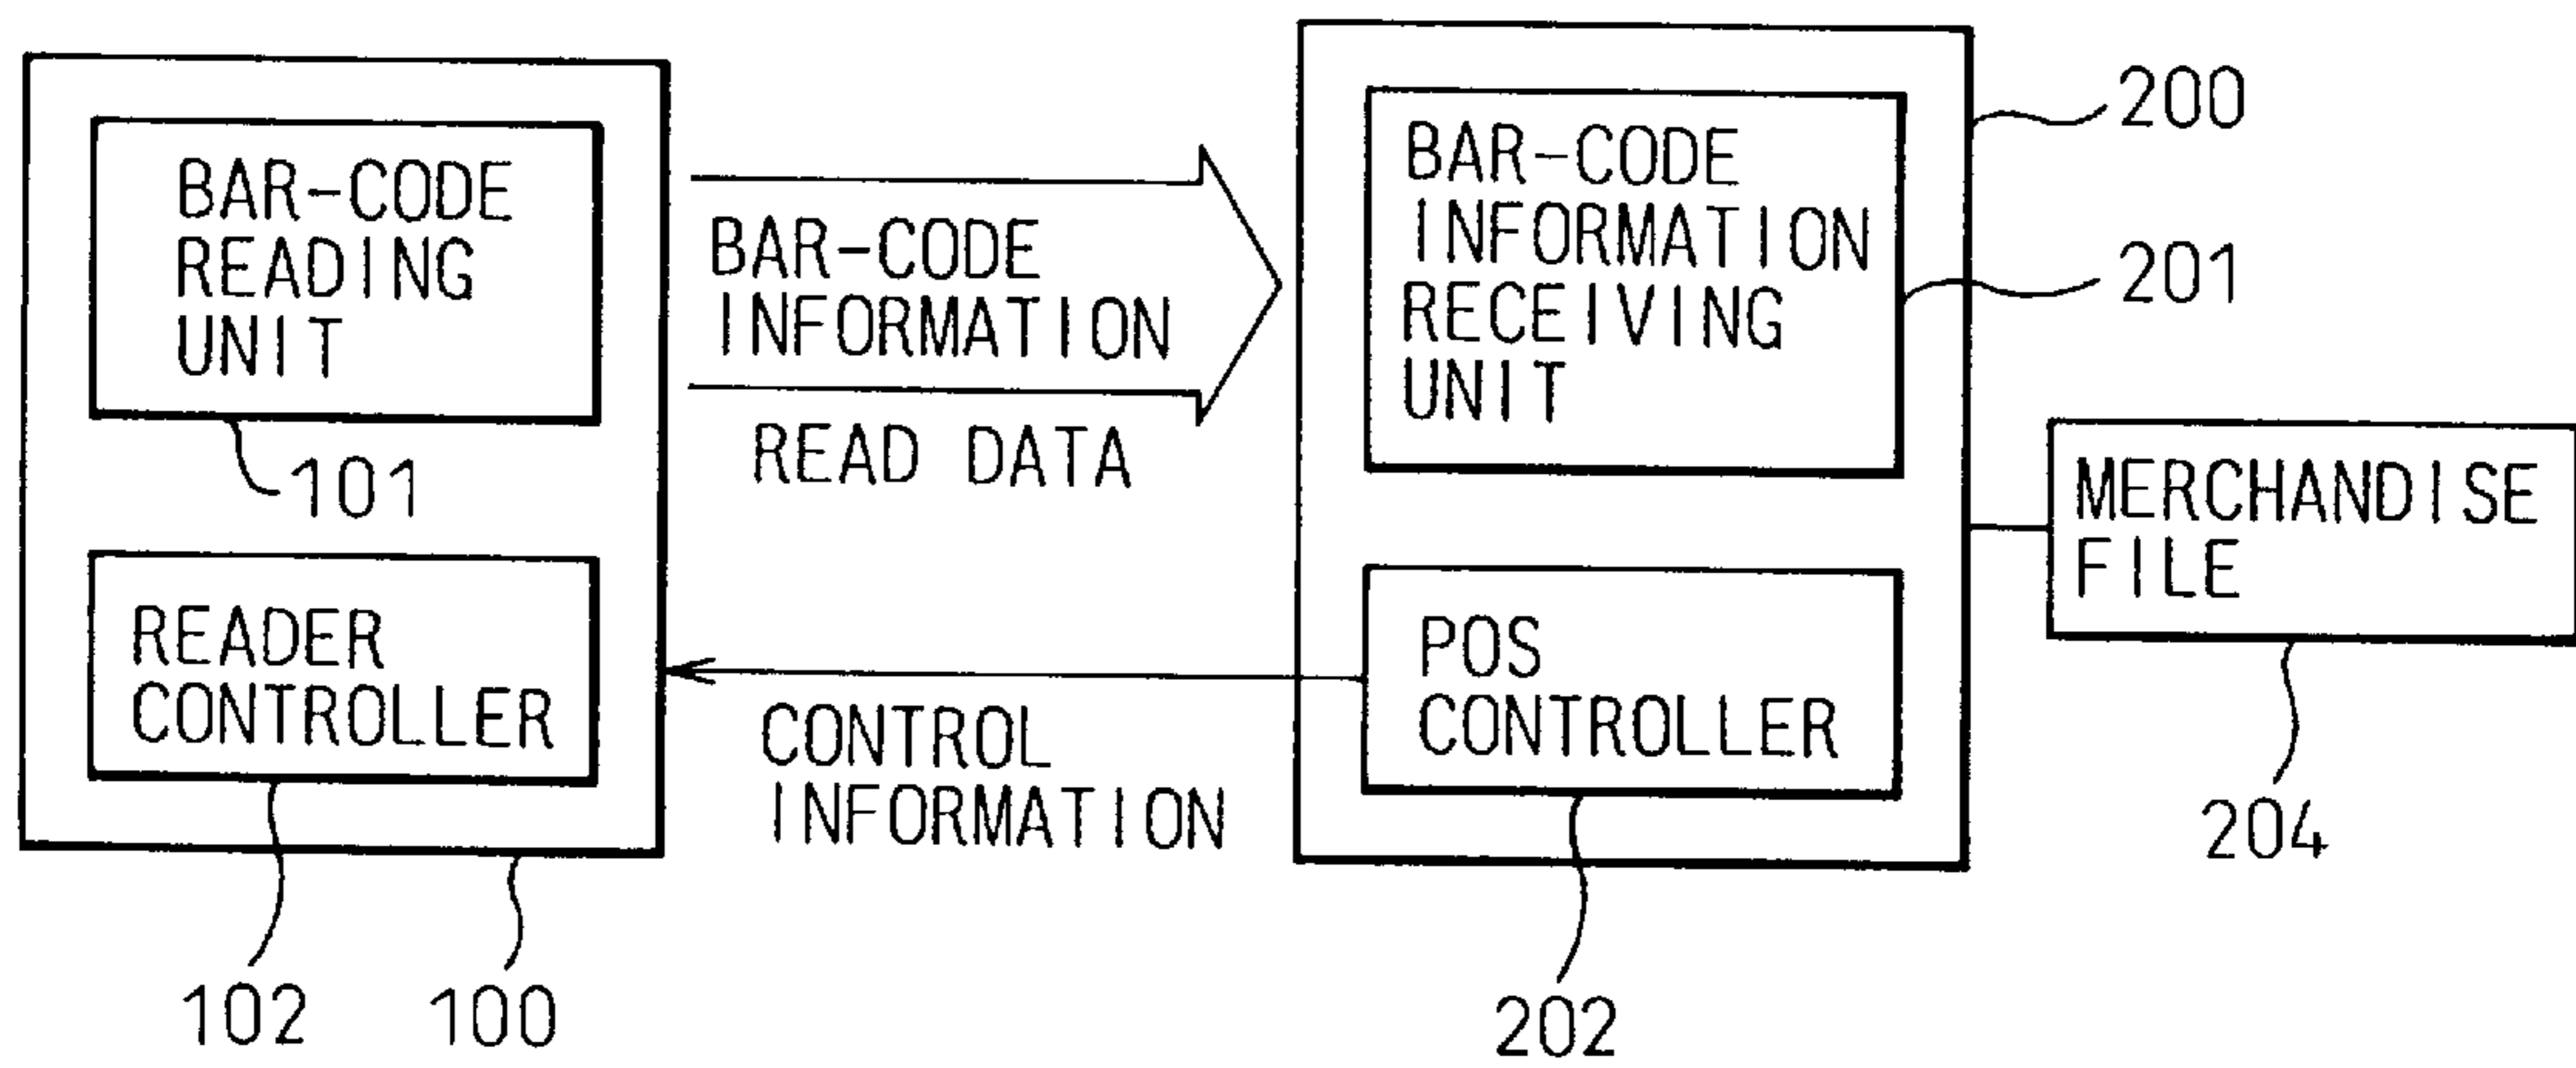 BAR-CODE
READING
UNIT
101
READER
CONTROLLER
102
100
BAR-CODE
INFORMATION
READ DATA
CONTROL
INFORMATION
BAR-CODE
INFORMATION
RECEIVING
UNIT
200
201
POS
CONTROLLER
202
MERCHANDISE
FILE
204